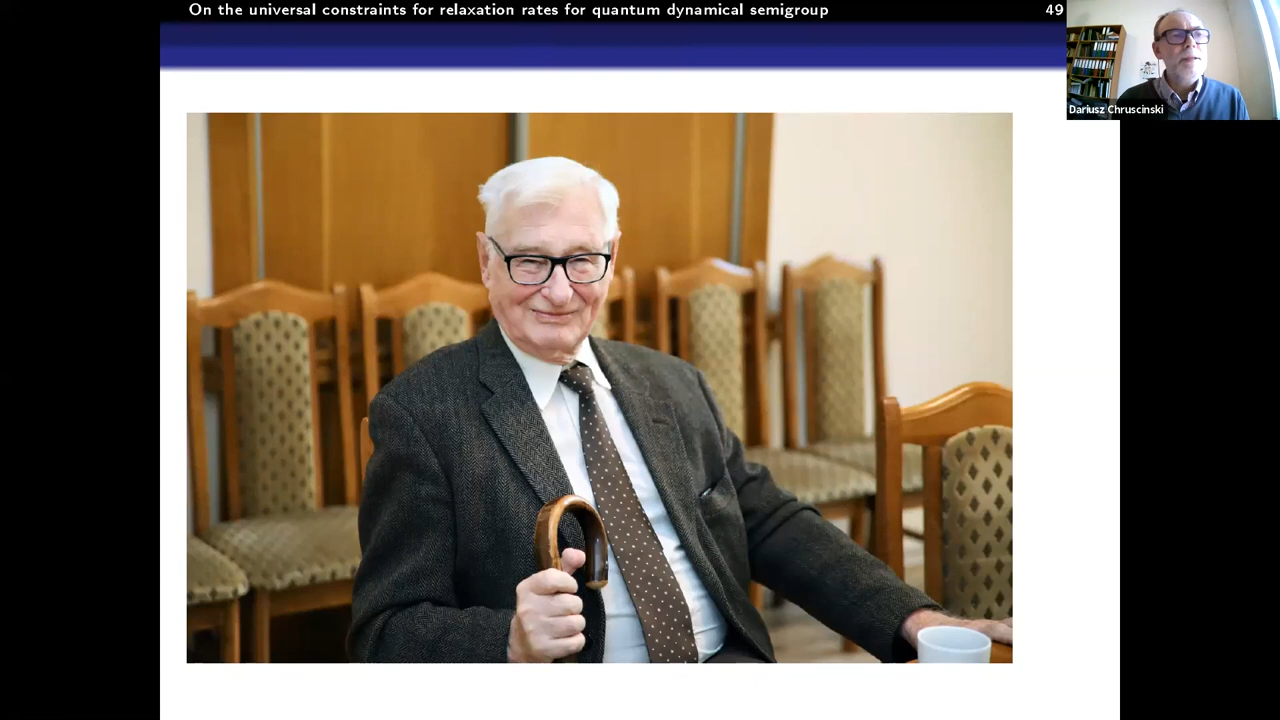 On the universal constraints for relaxation rates for quantum dynamical semigroup
49
Dariusz Chruscinski